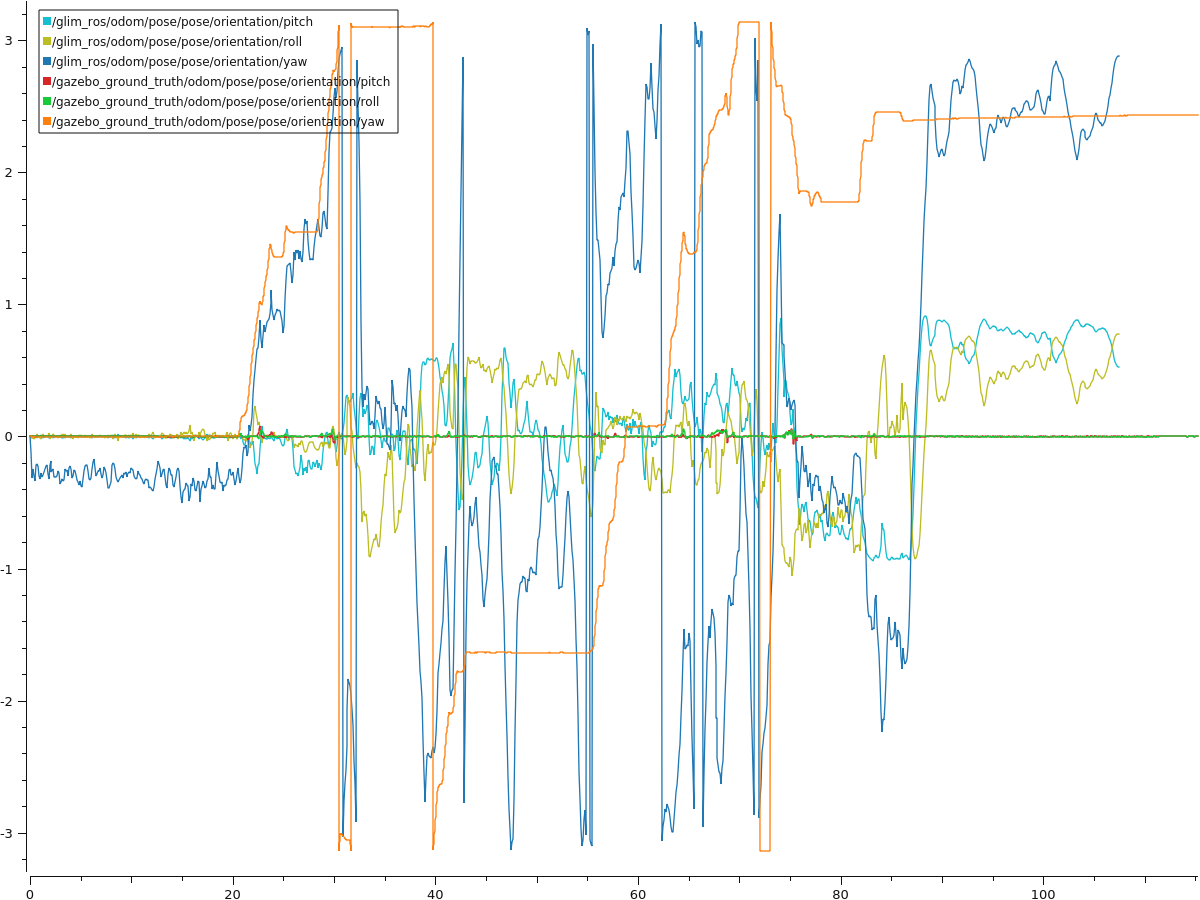 /glim_ros/odom/pose/pose/orientation/pitch
/glim_ros/odom/pose/pose/orientation/roll
/glim_ros/odom/pose/pose/orientation/yaw
/gazebo_ground_truth/odom/pose/pose/orientation/pitch
/gazebo_ground_truth/odom/pose/pose/orientation/roll
/gazebo_ground_truth/odom/pose/pose/orientation/yaw
3
2
1
0
-1
-2
-3
0 20 40 60 80 100